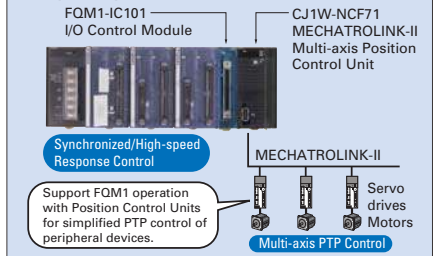 FQM1-IC101
I/O Control Module
CJ1W-NCF71
MECHATROLINK-II
Multi-axis Position
Control Unit
Synchronized/High-speed
Response Control
MECHATROLINK-II
Support FQM1 operation
with Position Control Units
for simplified PTP control of
peripheral devices.
Servo
drives
Motors
Multi-axis PTP Control